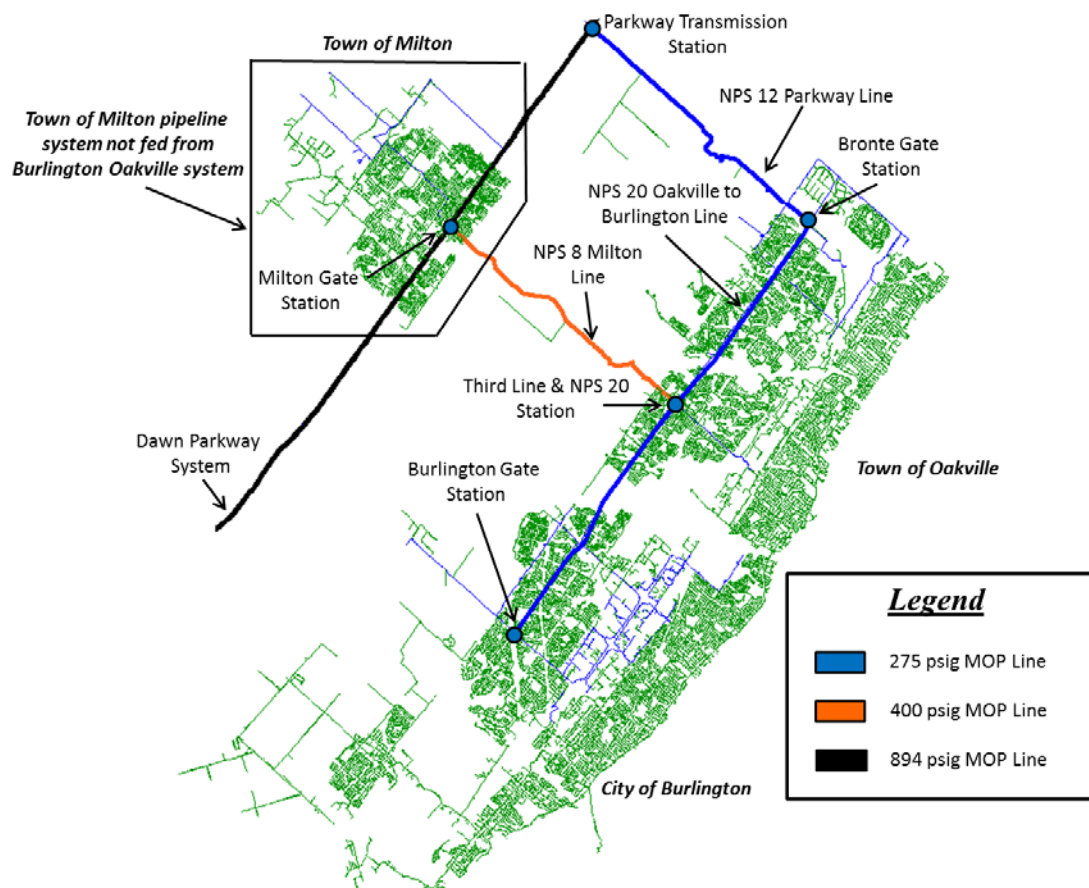 Parkway Transmission
Station
Town of Milton
NPS 12 Parkway Line
Town of Milton pipeline
system not fed from
Burlington Oakville system
Bronte Gate
Station
NPS 20 Oakville to
Burlington Line
NPS 8 Milton
Line
Milton Gate
Station
Third Line & NPS 20
Station
Dawn Parkway
System
Burlington Gate
Station
Town of Oakville
City of Burlington
Legend
275 psig MOP Line
400 psig MOP Line
894 psig MOP Line